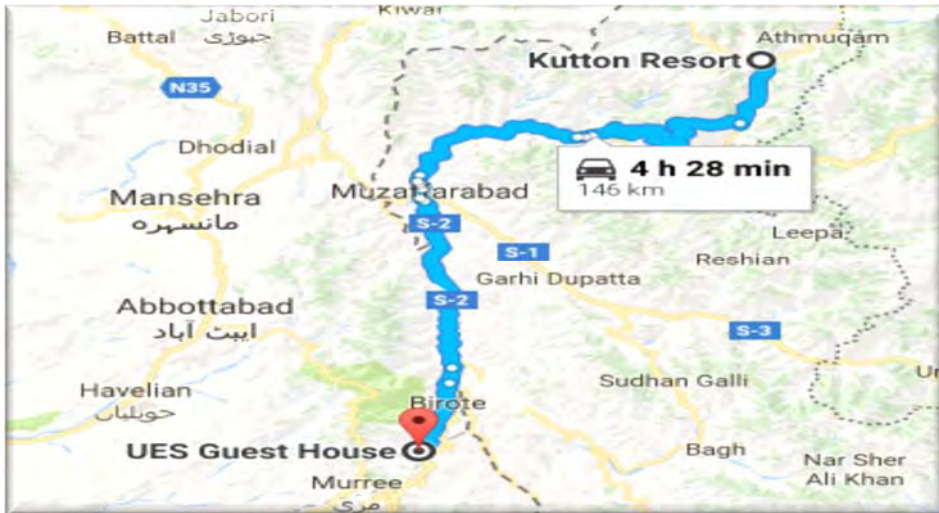 Kiwar
Jabori
جبوڑی
Battal
Athmuqam
Kutton Resort
N35
Dhodial
4 h 28 min
146 km
Mansehra
مانسہرہ
Muzaffarabad
S-2
Leepa
S-1
Reshian
Garhi Dupatta
S-2
Abbottabad
ایبٹ آباد
S-3
Havelian
حویلیاں
Sudhan Galli
Birote
UES Guest House
Bagh
Nar Sher
Ali Khan
Murree
مری